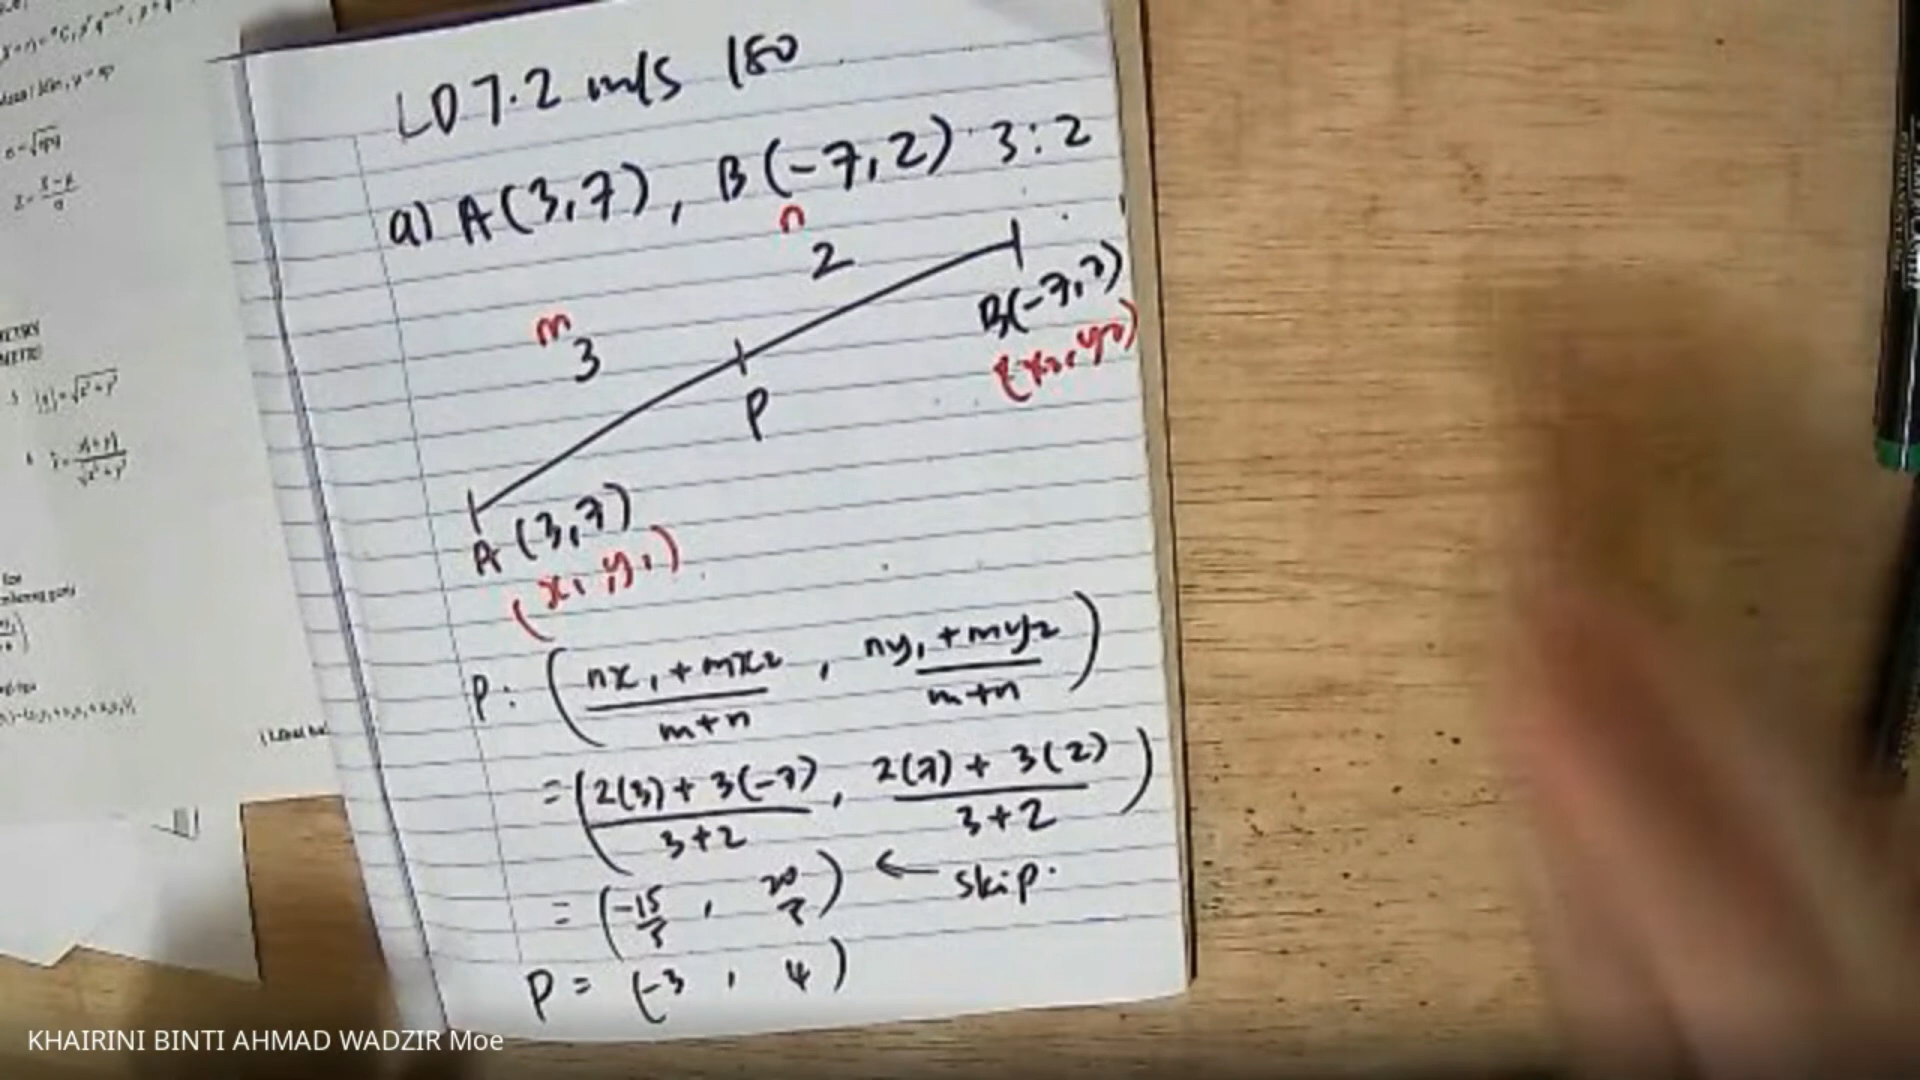 LD 7.2 m/s 180
a) A(3,7), B(-7,2) 3:2
n
2
m
3
B(-7,2)
(x₂, y₂)
P
A (3,7)
(x₁, y₁)
P: (nx₁ + mx₂ / m+n , ny₁ + my₂ / m+n)
= (2(3) + 3(-7) / 3+2 , 2(7) + 3(2) / 3+2)
= (-15/5 , 20/5) ← skip.
P = (-3 , 4)
KHAIRINI BINTI AHMAD WADZIR Moe